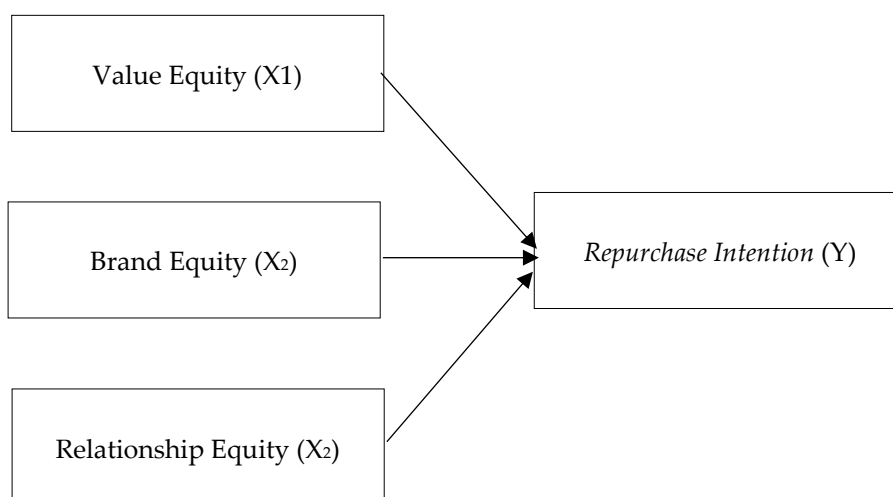 Value Equity (X1)
Brand Equity (X₂)
Repurchase Intention (Y)
Relationship Equity (X₂)